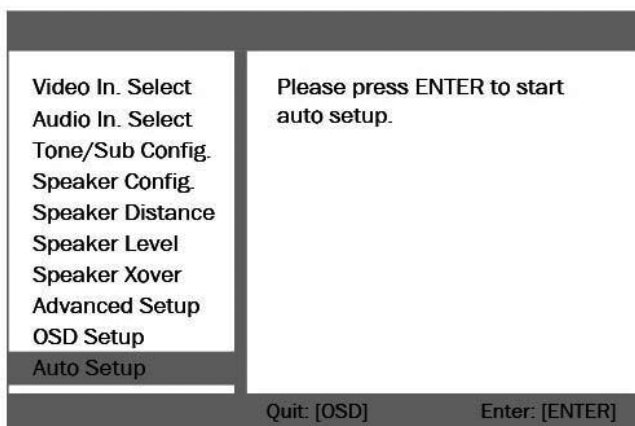 Video In. Select
Audio In. Select
Tone/Sub Config.
Speaker Config.
Speaker Distance
Speaker Level
Speaker Xover
Advanced Setup
OSD Setup
Auto Setup
Please press ENTER to start
auto setup.
Quit: [OSD] Enter: [ENTER]